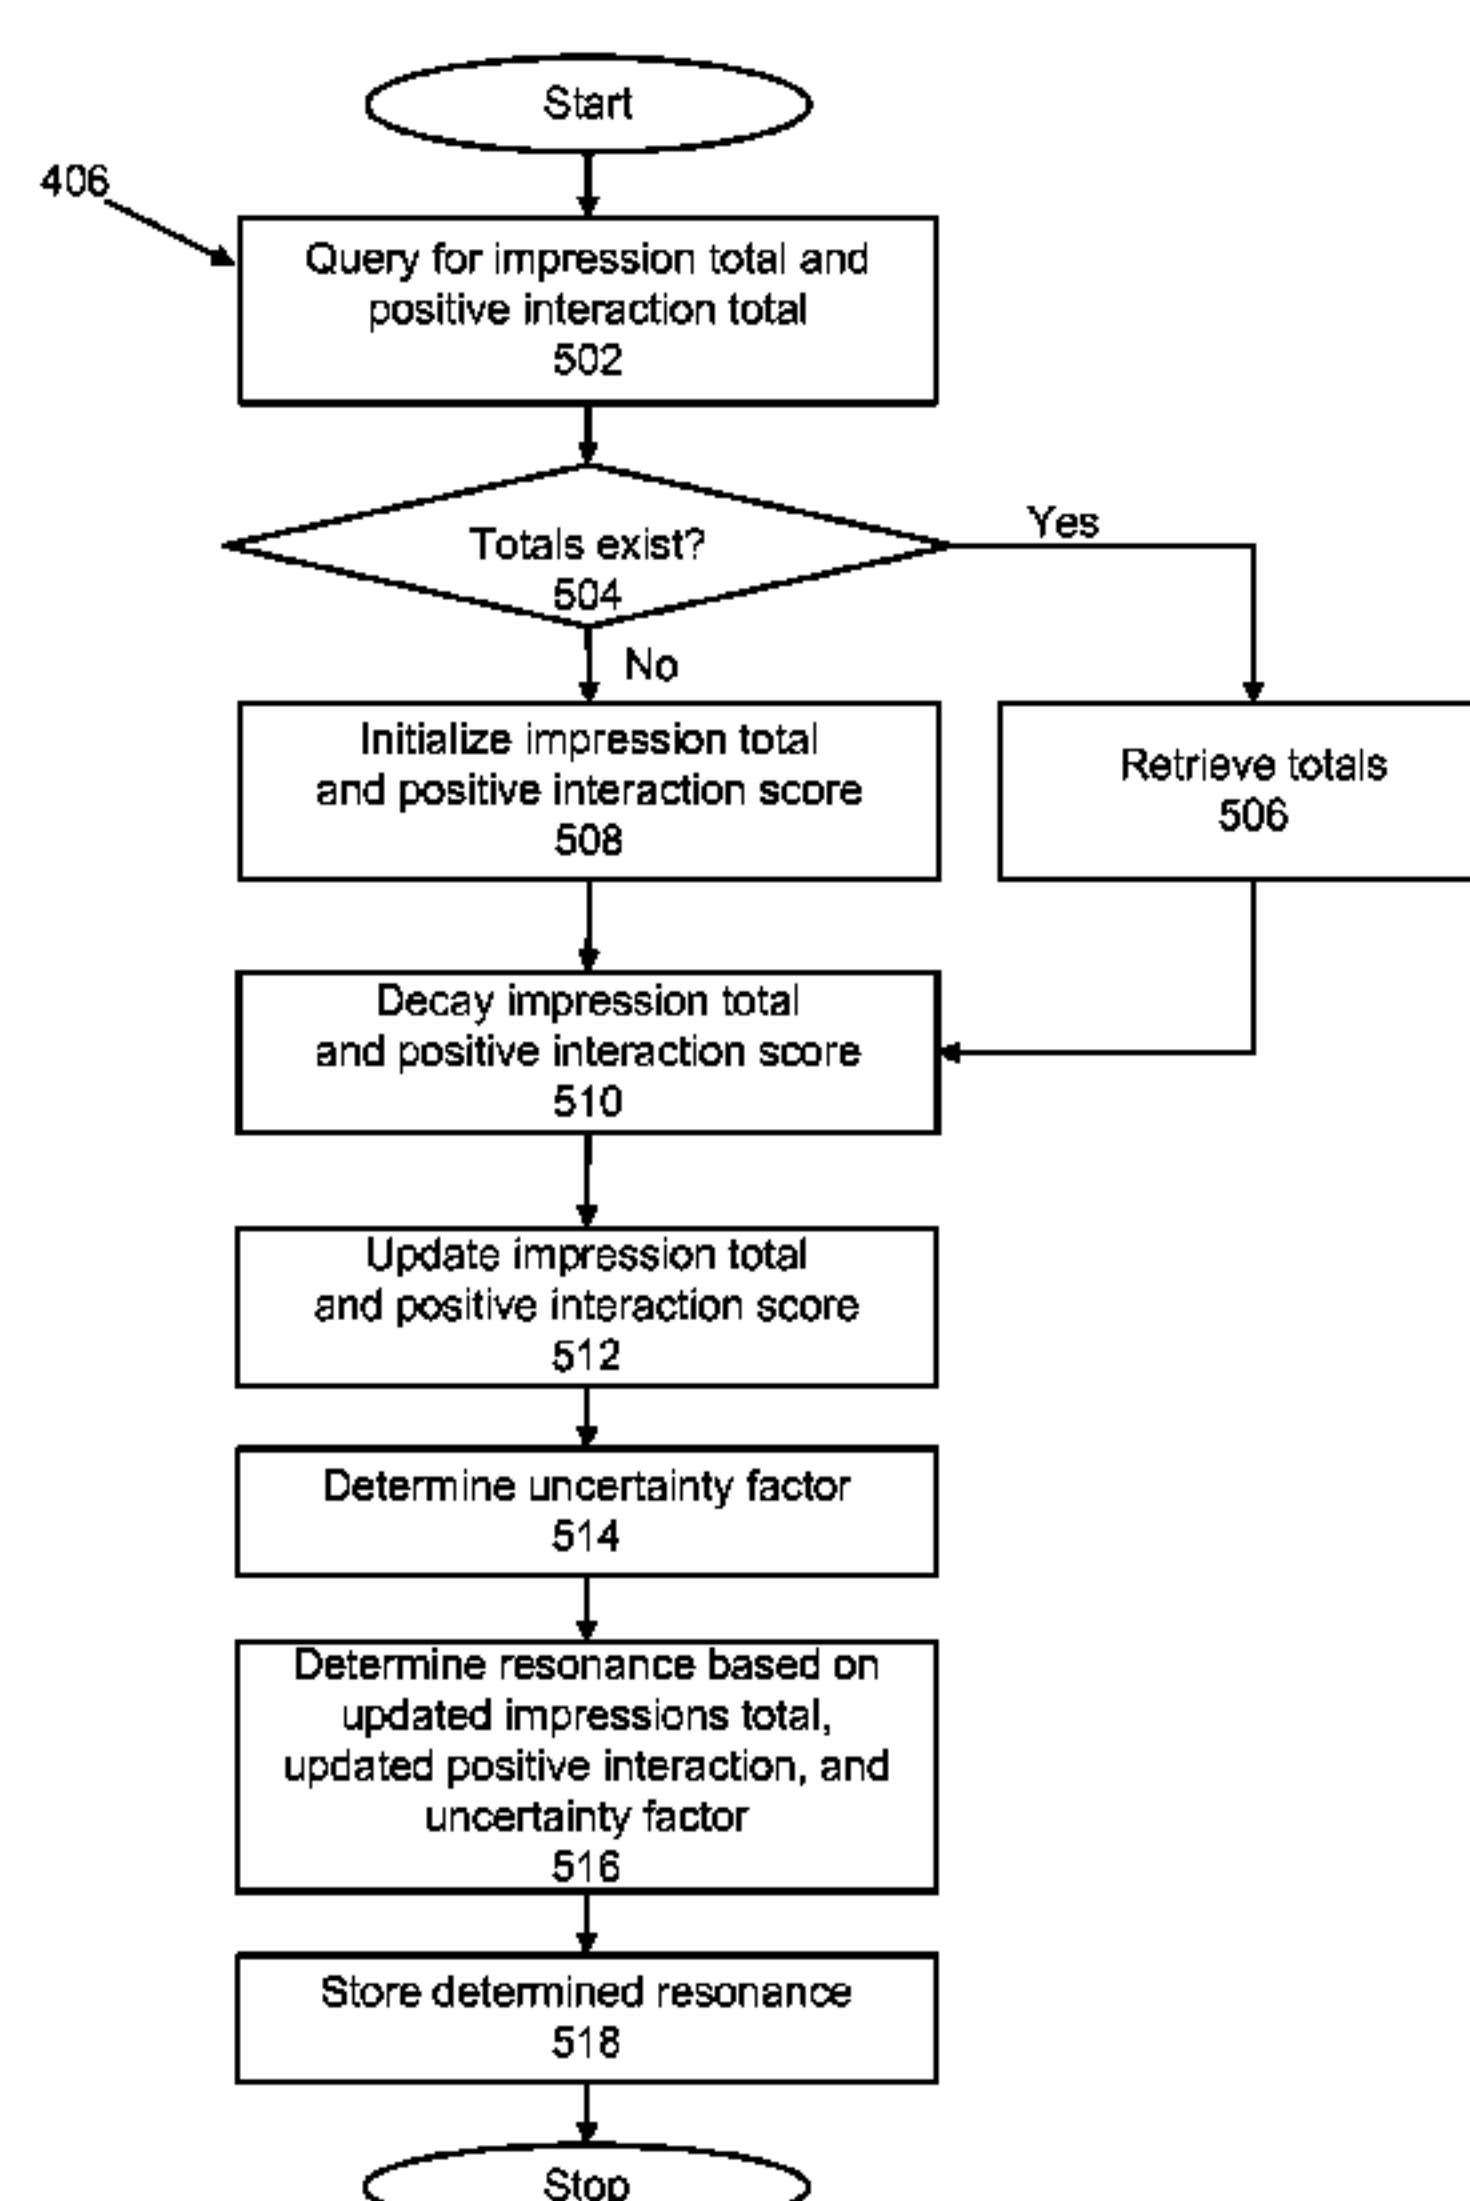 Start
406
Query for impression total and
positive interaction total
502
Totals exist?
504
Yes
No
Initialize impression total
and positive interaction score
508
Retrieve totals
506
Decay impression total
and positive interaction score
510
Update impression total
and positive interaction score
512
Determine uncertainty factor
514
Determine resonance based on
updated impressions total,
updated positive interaction, and
uncertainty factor
516
Store determined resonance
518
Stop